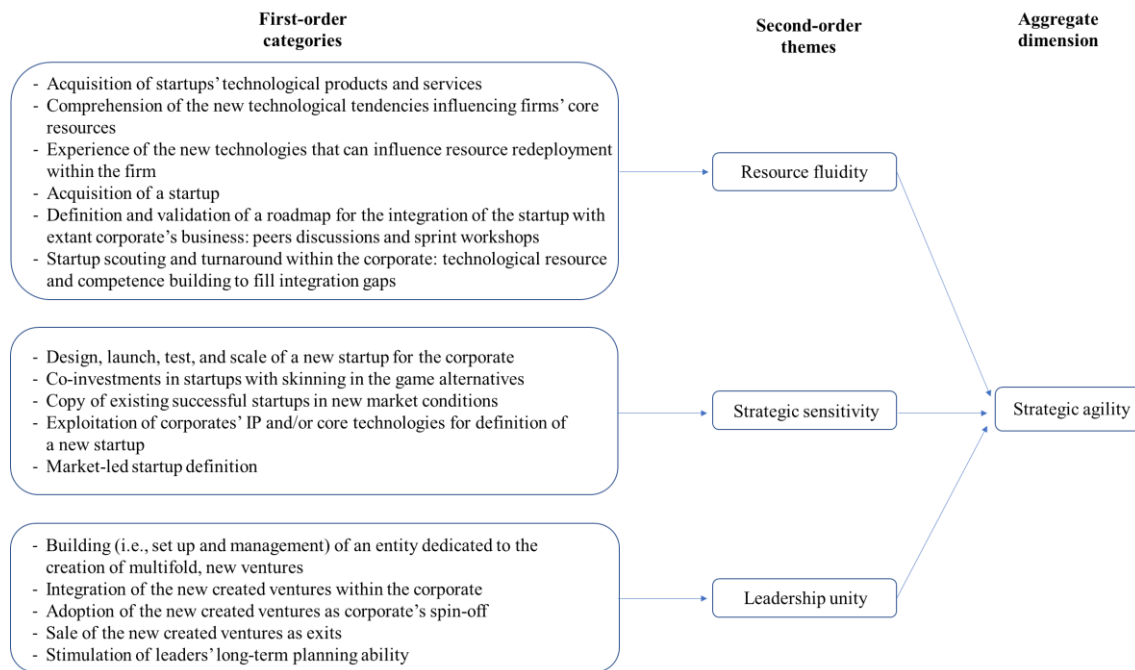 First-order
categories
Second-order
themes
Aggregate
dimension
- Acquisition of startups' technological products and services
- Comprehension of the new technological tendencies influencing firms' core
resources
- Experience of the new technologies that can influence resource redeployment
within the firm
- Acquisition of a startup
- Definition and validation of a roadmap for the integration of the startup with
extant corporate's business: peers discussions and sprint workshops
- Startup scouting and turnaround within the corporate: technological resource
and competence building to fill integration gaps
Resource fluidity
- Design, launch, test, and scale of a new startup for the corporate
- Co-investments in startups with skinning in the game alternatives
- Copy of existing successful startups in new market conditions
- Exploitation of corporates' IP and/or core technologies for definition of
a new startup
- Market-led startup definition
Strategic sensitivity
Strategic agility
- Building (i.e., set up and management) of an entity dedicated to the
creation of multifold, new ventures
- Integration of the new created ventures within the corporate
- Adoption of the new created ventures as corporate's spin-off
- Sale of the new created ventures as exits
- Stimulation of leaders' long-term planning ability
Leadership unity